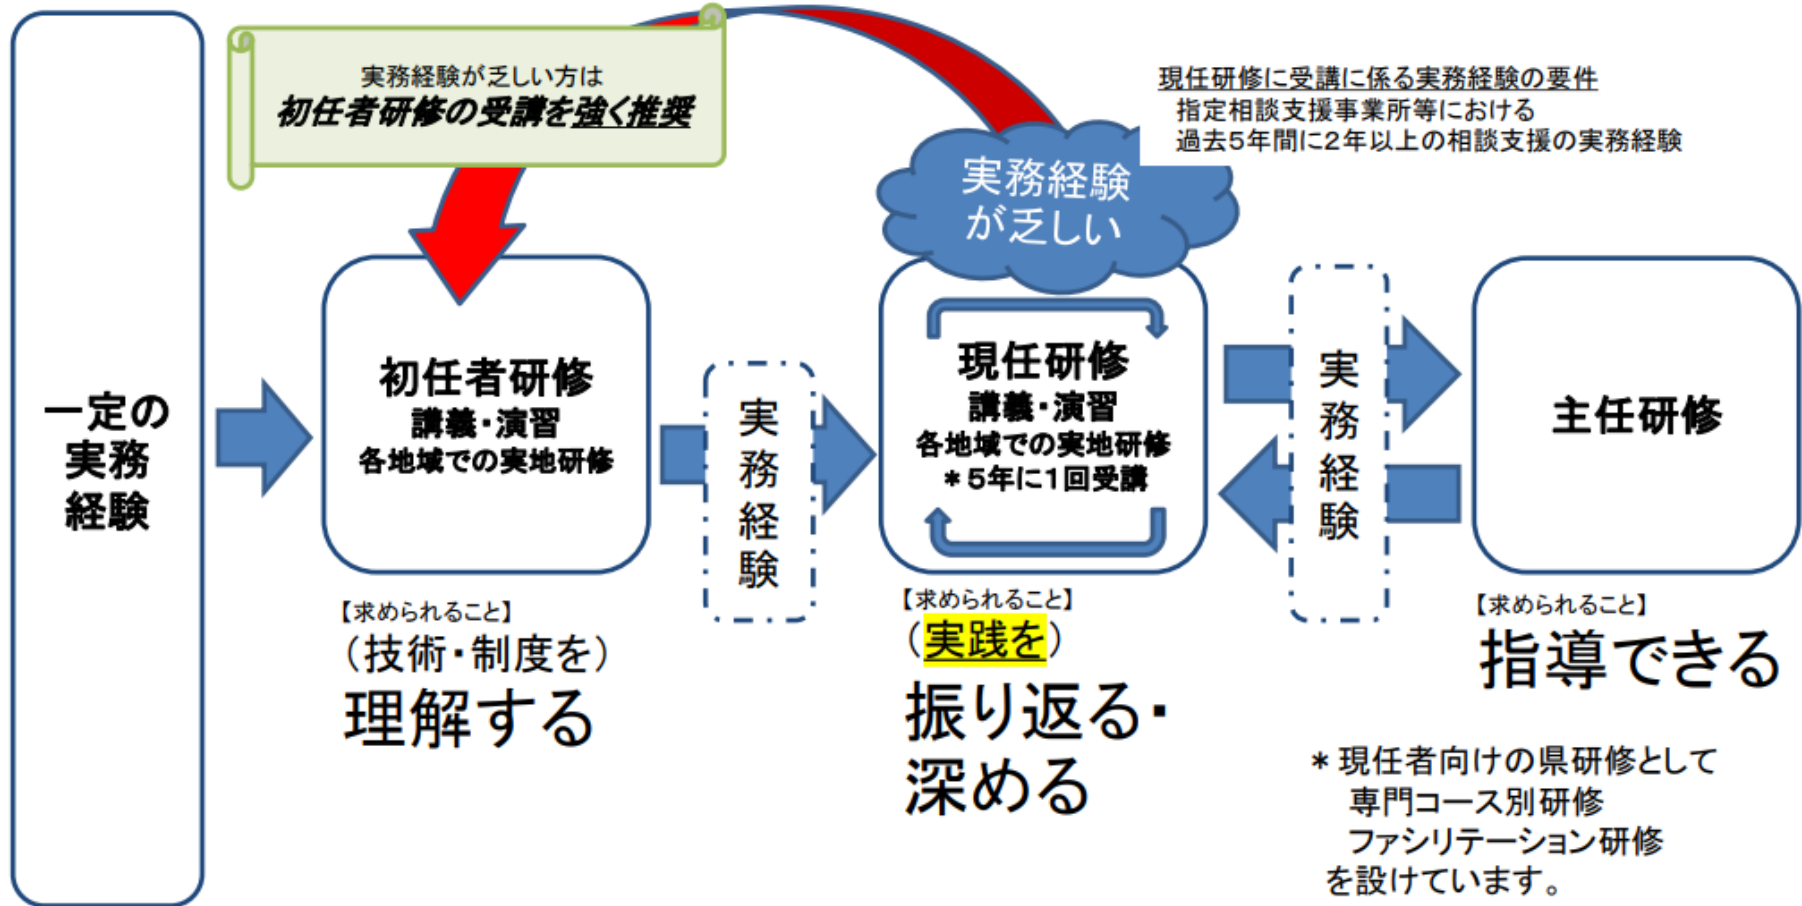 実務経験が乏しい方は
初任者研修の受講を強く推奨
現任研修に受講に係る実務経験の要件
指定相談支援事業所等における
過去5年間に2年以上の相談支援の実務経験
実務経験
が乏しい
一定の
実務
経験
初任者研修
講義・演習
各地域での実地研修
実務経験
現任研修
講義・演習
各地域での実地研修
*5年に1回受講
実務経験
主任研修
【求められること】
（技術・制度を）
理解する
【求められること】
（実践を）
振り返る・
深める
【求められること】
指導できる
*現任者向けの県研修として
専門コース別研修
ファシリテーション研修
を設けています。